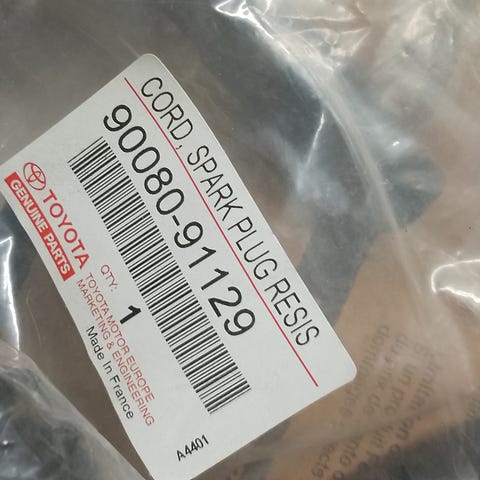 CORD, SPARK PLUG RESIS
90080-91129
TOYOTA
GENUINE PARTS
QTY:
1
TOYOTA MOTOR EUROPE
MARKETING & ENGINEERING
Made In France
A4401